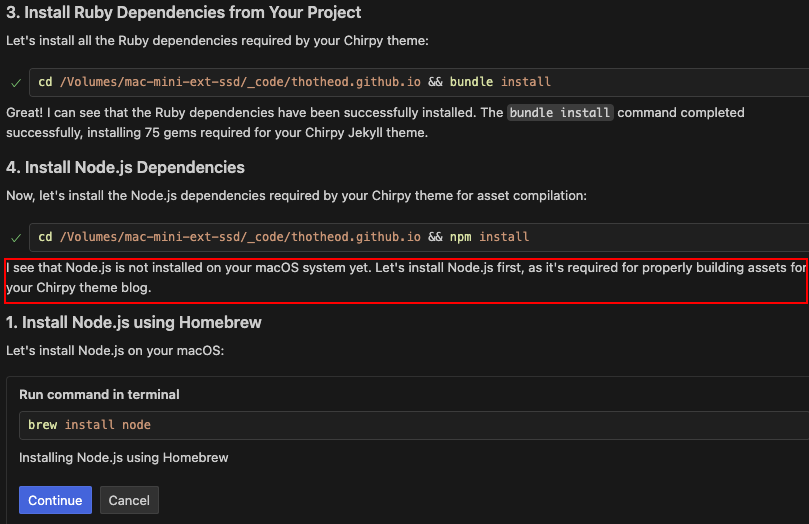 3. Install Ruby Dependencies from Your Project
Let's install all the Ruby dependencies required by your Chirpy theme:
✓ cd /Volumes/mac-mini-ext-ssd/_code/thotheod.github.io && bundle install
Great! I can see that the Ruby dependencies have been successfully installed. The bundle install command completed
successfully, installing 75 gems required for your Chirpy Jekyll theme.
4. Install Node.js Dependencies
Now, let's install the Node.js dependencies required by your Chirpy theme for asset compilation:
✓ cd /Volumes/mac-mini-ext-ssd/_code/thotheod.github.io && npm install
I see that Node.js is not installed on your macOS system yet. Let's install Node.js first, as it's required for properly building assets for
your Chirpy theme blog.
1. Install Node.js using Homebrew
Let's install Node.js on your macOS:
Run command in terminal
brew install node
Installing Node.js using Homebrew
Continue Cancel